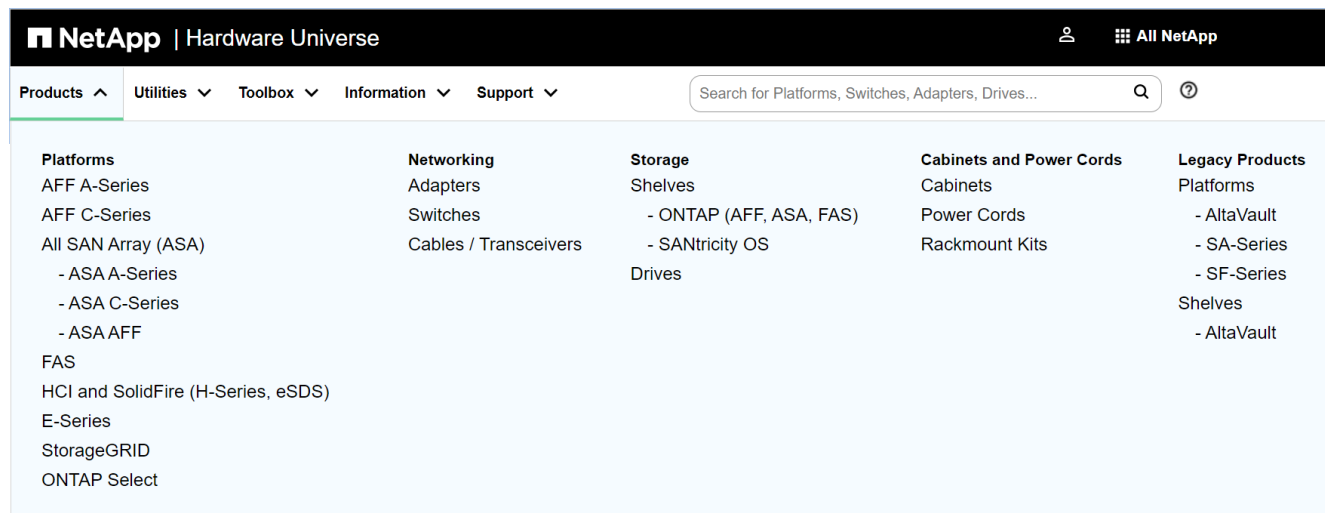 NetApp | Hardware Universe
All NetApp
Products
Utilities
Toolbox
Information
Support
Search for Platforms, Switches, Adapters, Drives...
Platforms
AFF A-Series
AFF C-Series
All SAN Array (ASA)
- ASA A-Series
- ASA C-Series
- ASA AFF
FAS
HCI and SolidFire (H-Series, eSDS)
E-Series
StorageGRID
ONTAP Select
Networking
Adapters
Switches
Cables / Transceivers
Storage
Shelves
- ONTAP (AFF, ASA, FAS)
- SANtricity OS
Drives
Cabinets and Power Cords
Cabinets
Power Cords
Rackmount Kits
Legacy Products
Platforms
- AltaVault
- SA-Series
- SF-Series
Shelves
- AltaVault